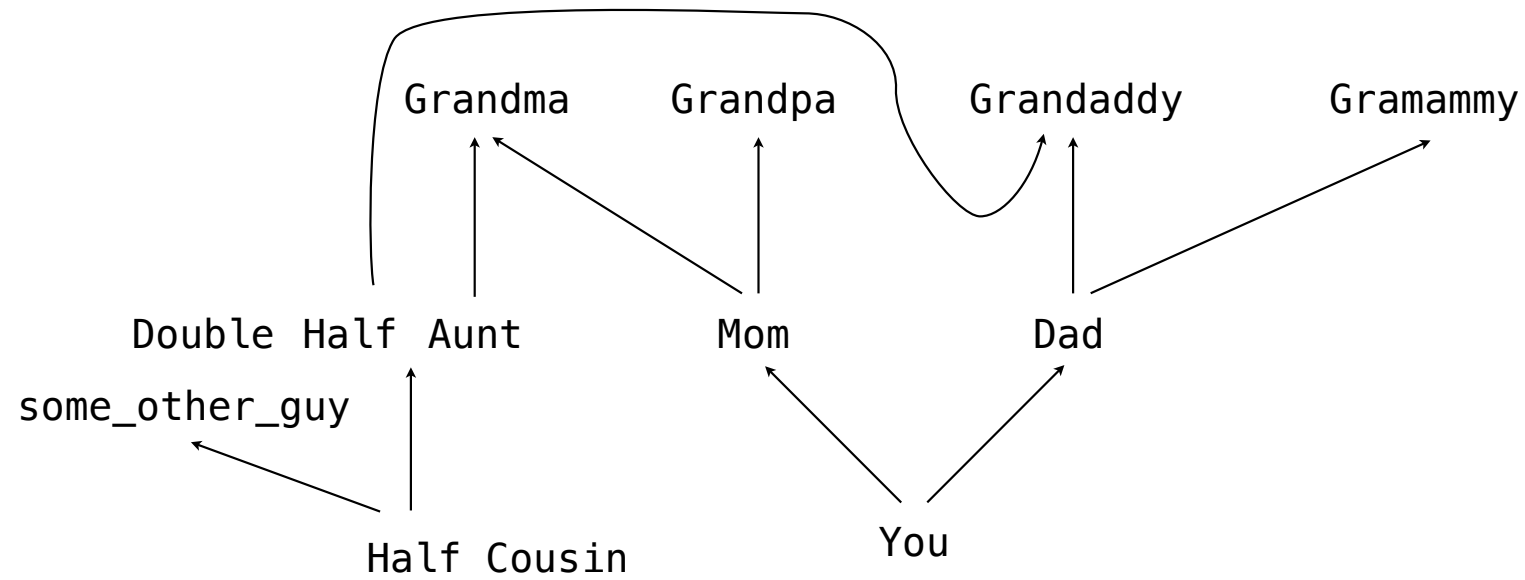 Grandma Grandpa Grandaddy Gramammy
Double Half Aunt Mom Dad
some_other_guy
Half Cousin You